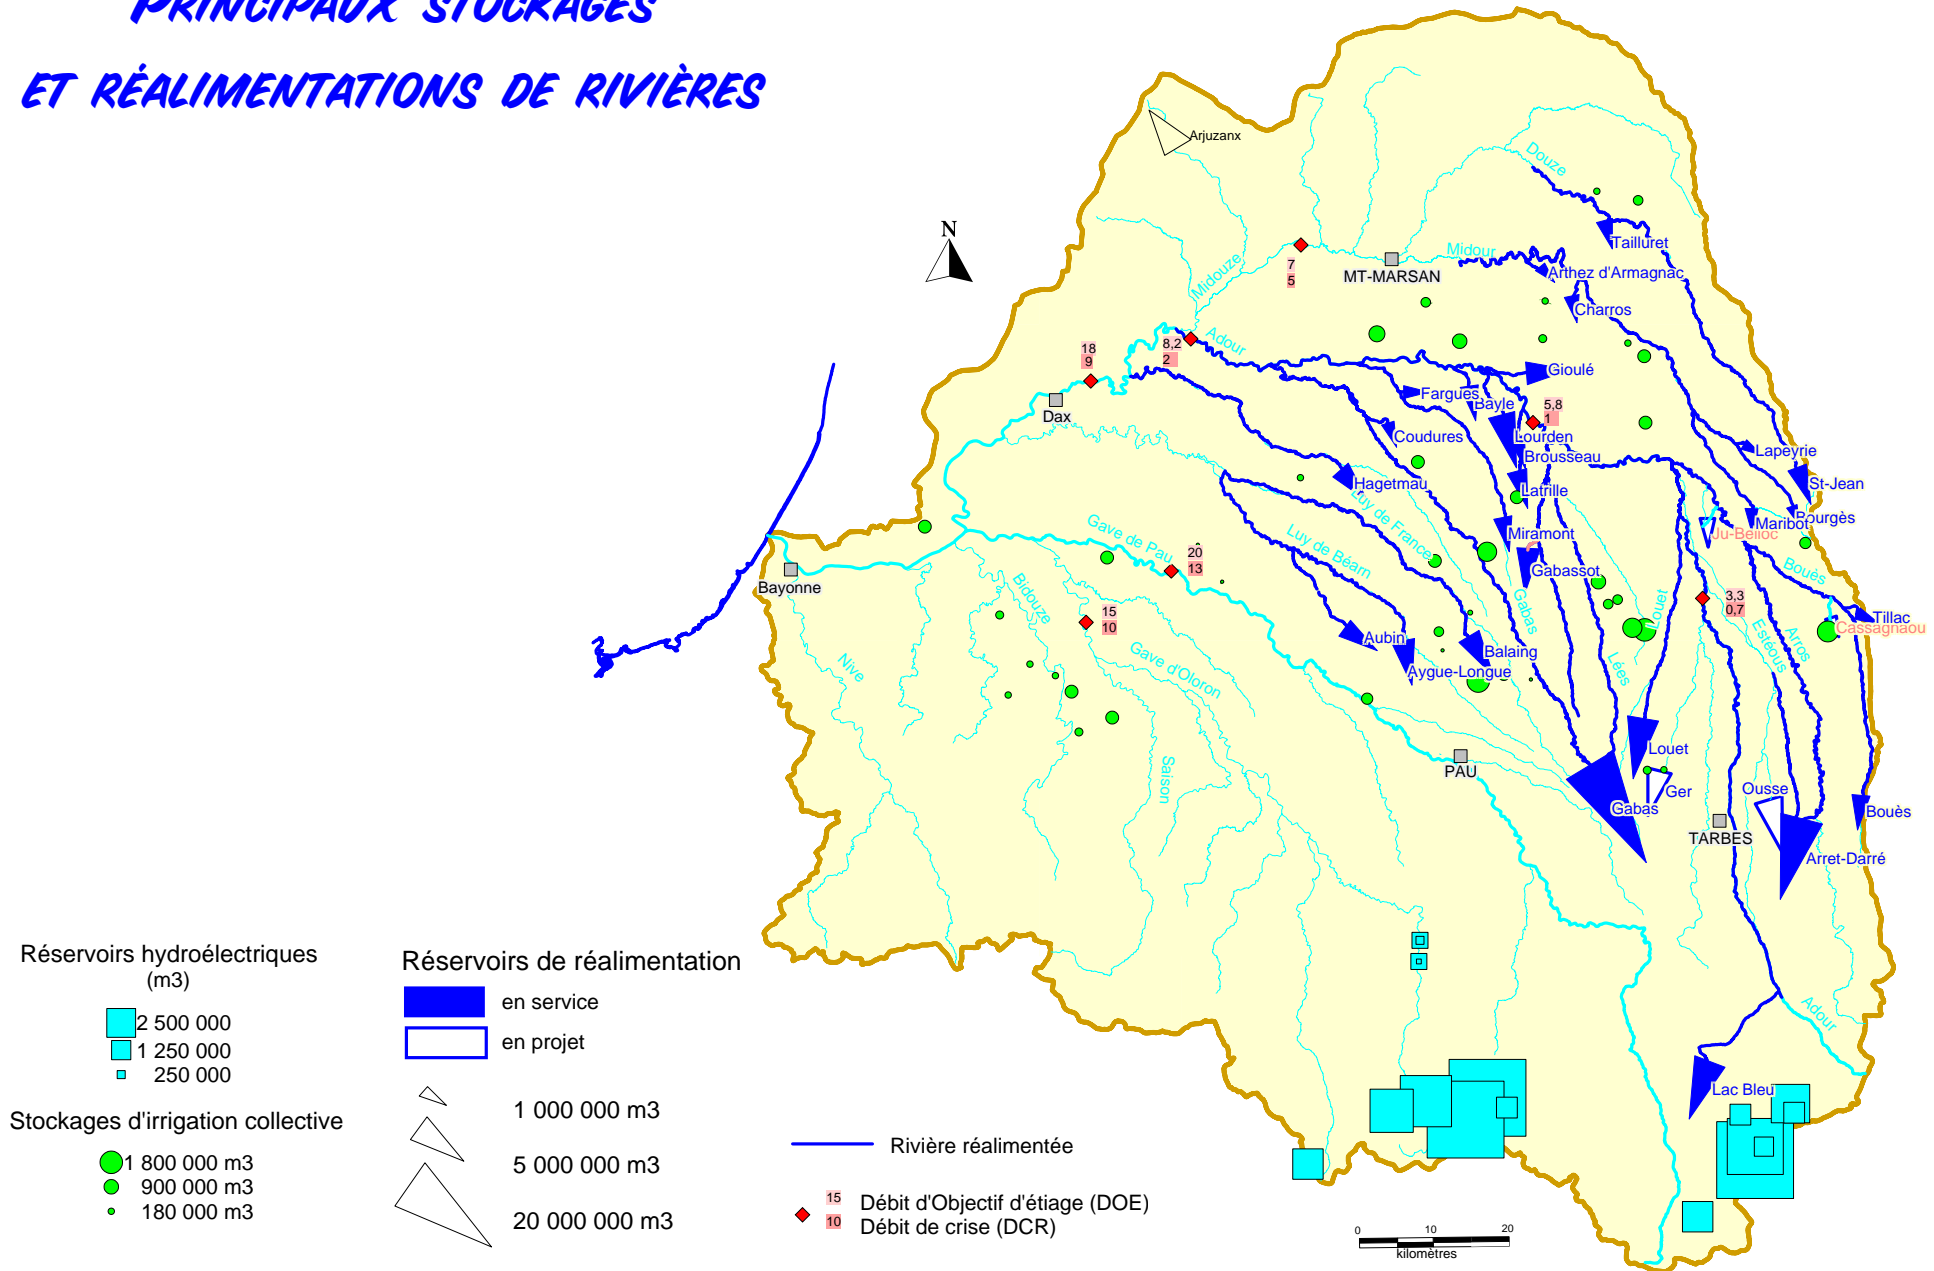 PRINCIPAUX STOCKAGES
ET RÉALIMENTATIONS DE RIVIÈRES
Arjuzanx
N
Douze
Tailluret
Midouze
7
5
MT-MARSAN
Midour
Arthez d'Armagnac
Charros
Adour
8,2
2
18
9
Dax
Gioulé
Fargues
Bayle
5,8
1
Coudures
Lourden
Brousseau
Lapeyrie
Hagetmau
Latrille
St-Jean
Luy de France
Maribot
Bourgès
Gave de Pau
Luy de Béarn
Miramont
Ju-Belloc
20
13
Gabassot
Bouès
Bayonne
Bidouze
15
10
Gabas
Louet
3,3
0,7
Tillac
Cassagnaou
Aubin
Estéous
Arros
Nive
Gave d'Oloron
Balaing
Lées
Aygue-Longue
Saison
PAU
Louet
Ger
Ousse
Gabas
TARBES
Bouès
Arret-Darré
Adour
Lac Bleu
Réservoirs hydroélectriques
(m3)
2 500 000
1 250 000
250 000
Stockages d'irrigation collective
1 800 000 m3
900 000 m3
180 000 m3
Réservoirs de réalimentation
en service
en projet
1 000 000 m3
5 000 000 m3
20 000 000 m3
Rivière réalimentée
15
10
Débit d'Objectif d'étiage (DOE)
Débit de crise (DCR)
0 10 20
kilomètres